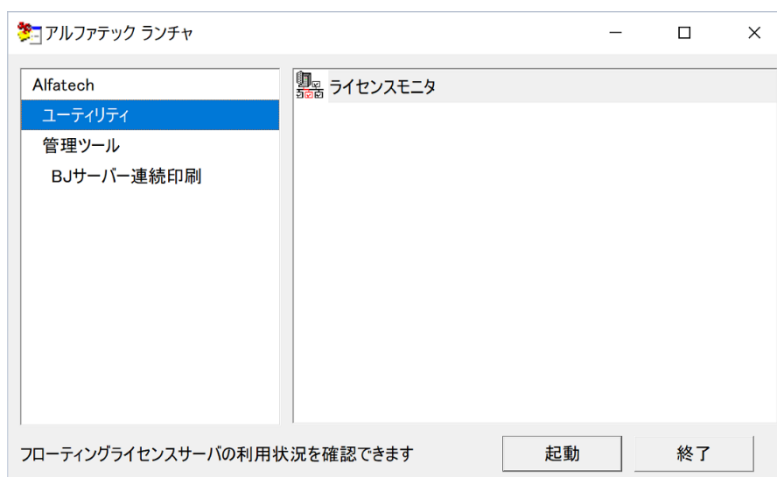 アルファテック ランチャ
Alfatech
ユーティリティ
管理ツール
BJサーバー連続印刷
ライセンスモニタ
フローティングライセンスサーバの利用状況を確認できます
起動
終了